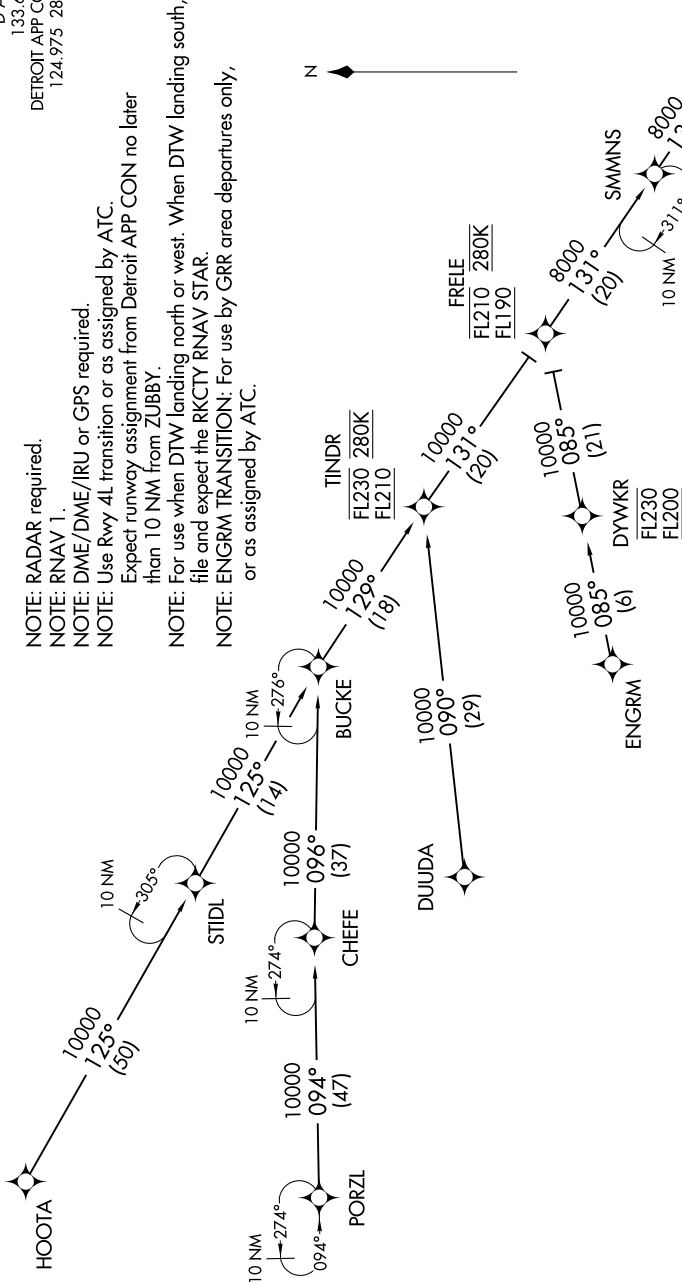 DETROIT APP CO
124.975 28
NOTE: RADAR required.
NOTE: RNAV 1.
NOTE: DME/DME/IRU or GPS required.
NOTE: Use Rwy 4L transition or as assigned by ATC.
Expect runway assignment from Detroit APP CON no later
than 10 NM from ZUBBY.
NOTE: For use when DTW landing north or west. When DTW landing south,
file and expect the RKCTY RNAV STAR.
NOTE: ENGRM TRANSITION: For use by GRR area departures only,
or as assigned by ATC.
N
HOOTA
10000
125°
(50)
10 NM
305°
STIDL
10000
125°
(14)
10 NM
276°
BUCKE
10 NM
274°
094°
PORZL
10000
094°
(47)
10 NM
274°
CHEFE
10000
096°
(37)
10000
129°
(18)
TINDR
FL230 280K
FL210
DUUDA
10000
090°
(29)
10000
131°
(20)
FRELE
FL210 280K
FL190
ENGRM
10000
085°
(6)
DYWKR
FL230
FL200
10000
085°
(21)
8000
131°
(20)
SMMNS
10 NM
311°
8000